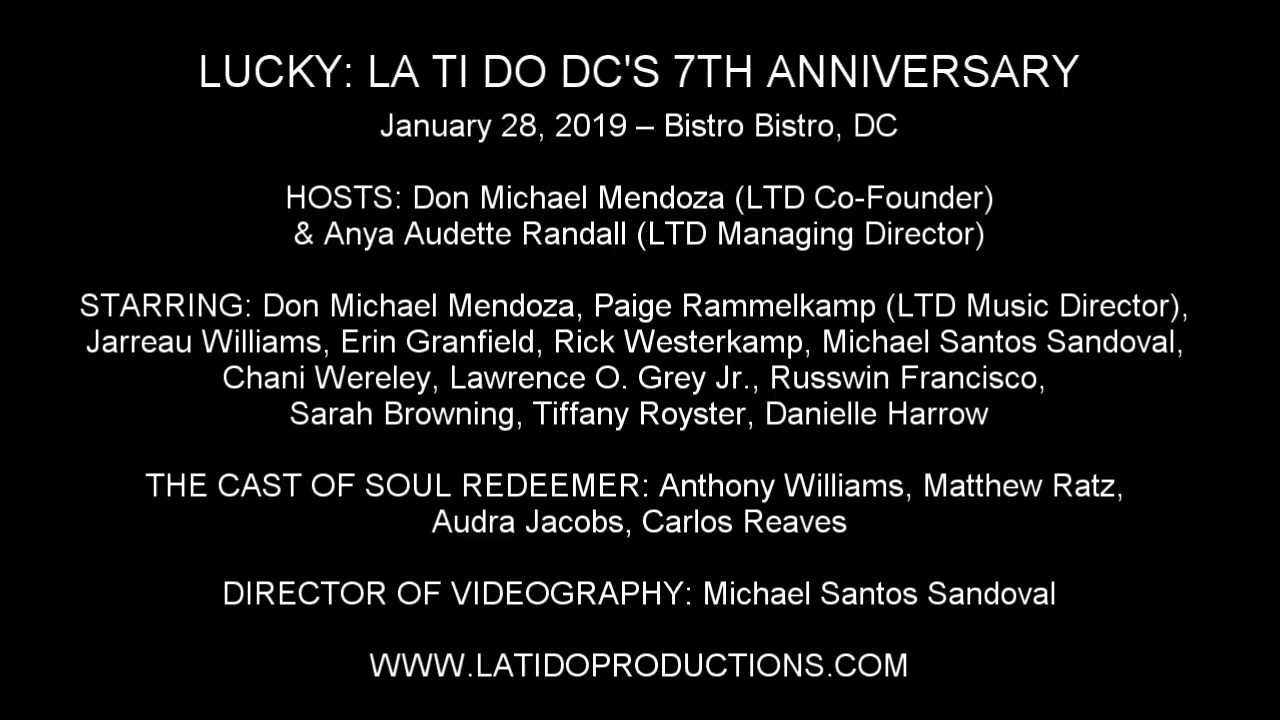 LUCKY: LA TI DO DC'S 7TH ANNIVERSARY
January 28, 2019 – Bistro Bistro, DC
HOSTS: Don Michael Mendoza (LTD Co-Founder)
& Anya Audette Randall (LTD Managing Director)
STARRING: Don Michael Mendoza, Paige Rammelkamp (LTD Music Director),
Jarreau Williams, Erin Granfield, Rick Westerkamp, Michael Santos Sandoval,
Chani Wereley, Lawrence O. Grey Jr., Russwin Francisco,
Sarah Browning, Tiffany Royster, Danielle Harrow
THE CAST OF SOUL REDEEMER: Anthony Williams, Matthew Ratz,
Audra Jacobs, Carlos Reaves
DIRECTOR OF VIDEOGRAPHY: Michael Santos Sandoval
WWW.LATIDOPRODUCTIONS.COM